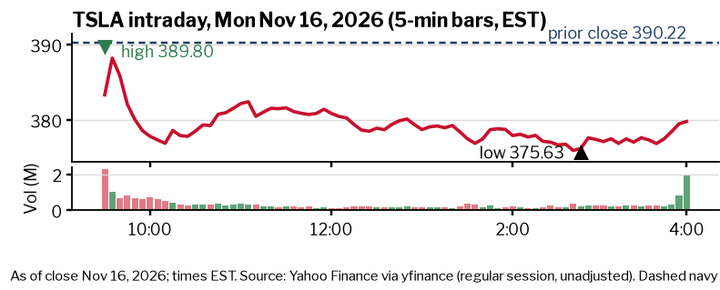 TSLA intraday, Mon Nov 16, 2026 (5-min bars, EST)
prior close 390.22
390
high 389.80
380
low 375.63
Vol (M)
2
0
10:00 12:00 2:00 4:00
As of close Nov 16, 2026; times EST. Source: Yahoo Finance via yfinance (regular session, unadjusted). Dashed navy